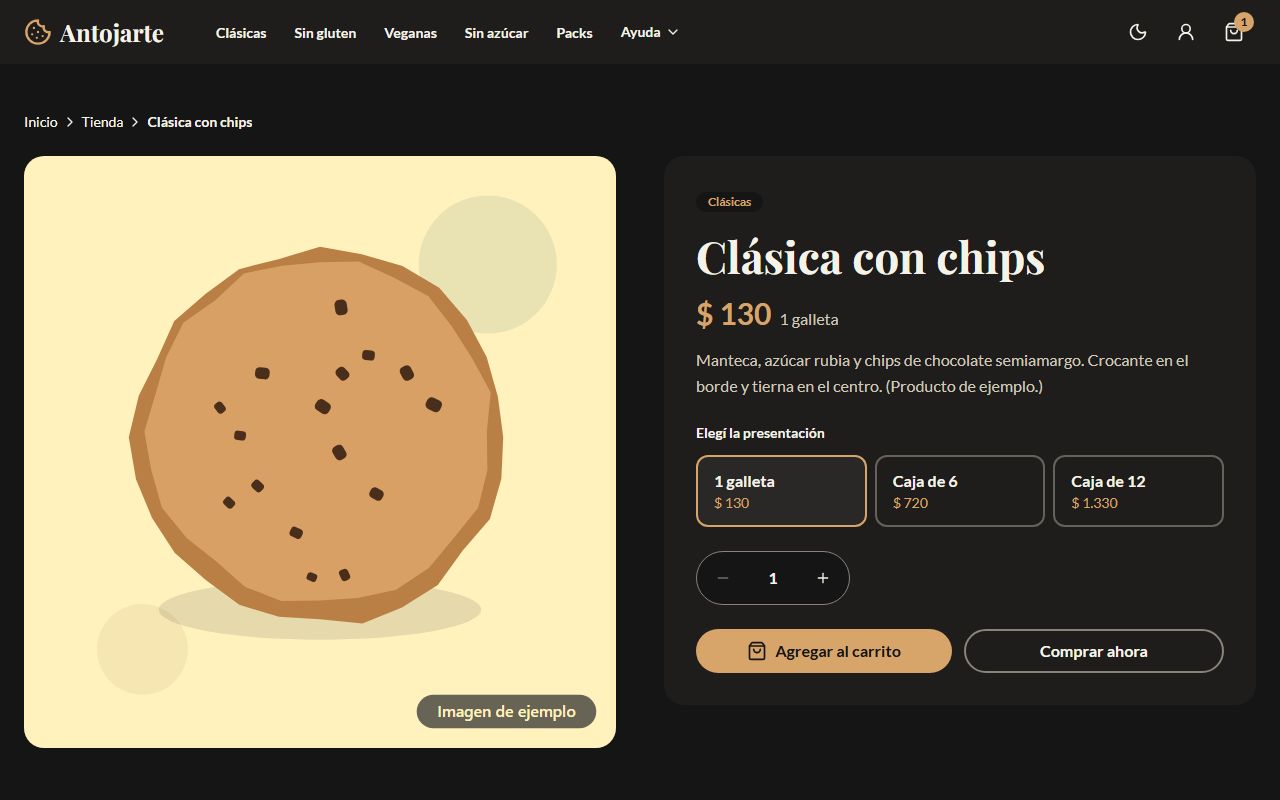 Antojarte
Clásicas
Sin gluten
Veganas
Sin azúcar
Packs
Ayuda
1
Inicio
Tienda
Clásica con chips
Imagen de ejemplo
Clásicas
Clásica con chips
$ 130 1 galleta
Manteca, azúcar rubia y chips de chocolate semiamargo. Crocante en el
borde y tierna en el centro. (Producto de ejemplo.)
Elegí la presentación
1 galleta
$ 130
Caja de 6
$ 720
Caja de 12
$ 1.330
− 1 +
Agregar al carrito
Comprar ahora